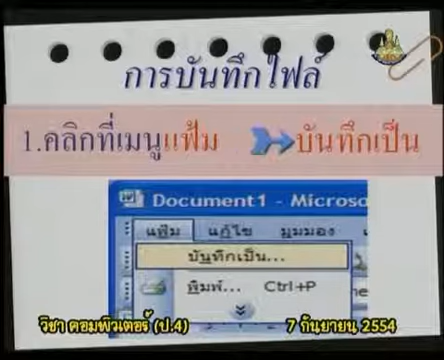 การบันทึกไฟล์
1.คลิกที่เมนูแฟ้ม บันทึกเป็น
Document1 - Microso
แฟ้ม แก้ไข มุมมอง
บันทึกเป็น...
พิมพ์... Ctrl+P
วิชา คอมพิวเตอร์ (ป.4) 7 กันยายน 2554